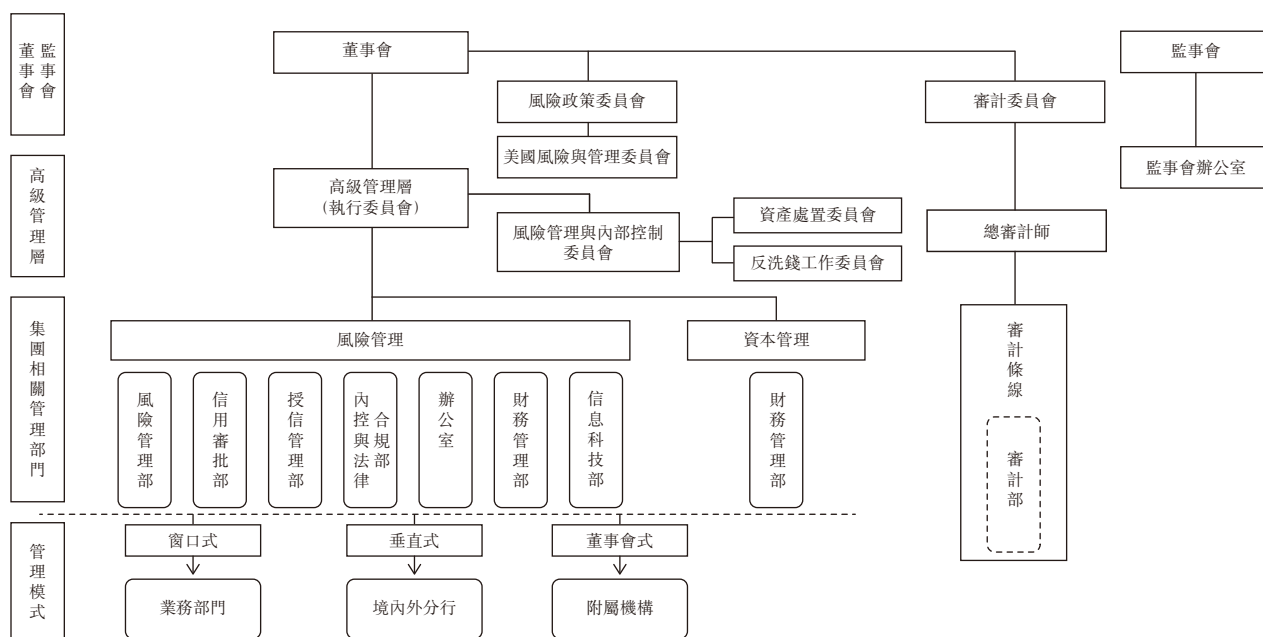 董事會
監事會
董事會
監事會
風險政策委員會
審計委員會
美國風險與管理委員會
監事會辦公室
高級管理層
高級管理層
(執行委員會)
資產處置委員會
風險管理與內部控制
委員會
總審計師
反洗錢工作委員會
集團相關管理部門
風險管理
資本管理
審計條線
風險管理部
信用審批部
授信管理部
內控與法律
合規部
辦公室
財務管理部
信息科技部
財務管理部
審計部
管理模式
窗口式
垂直式
董事會式
業務部門
境內外分行
附屬機構